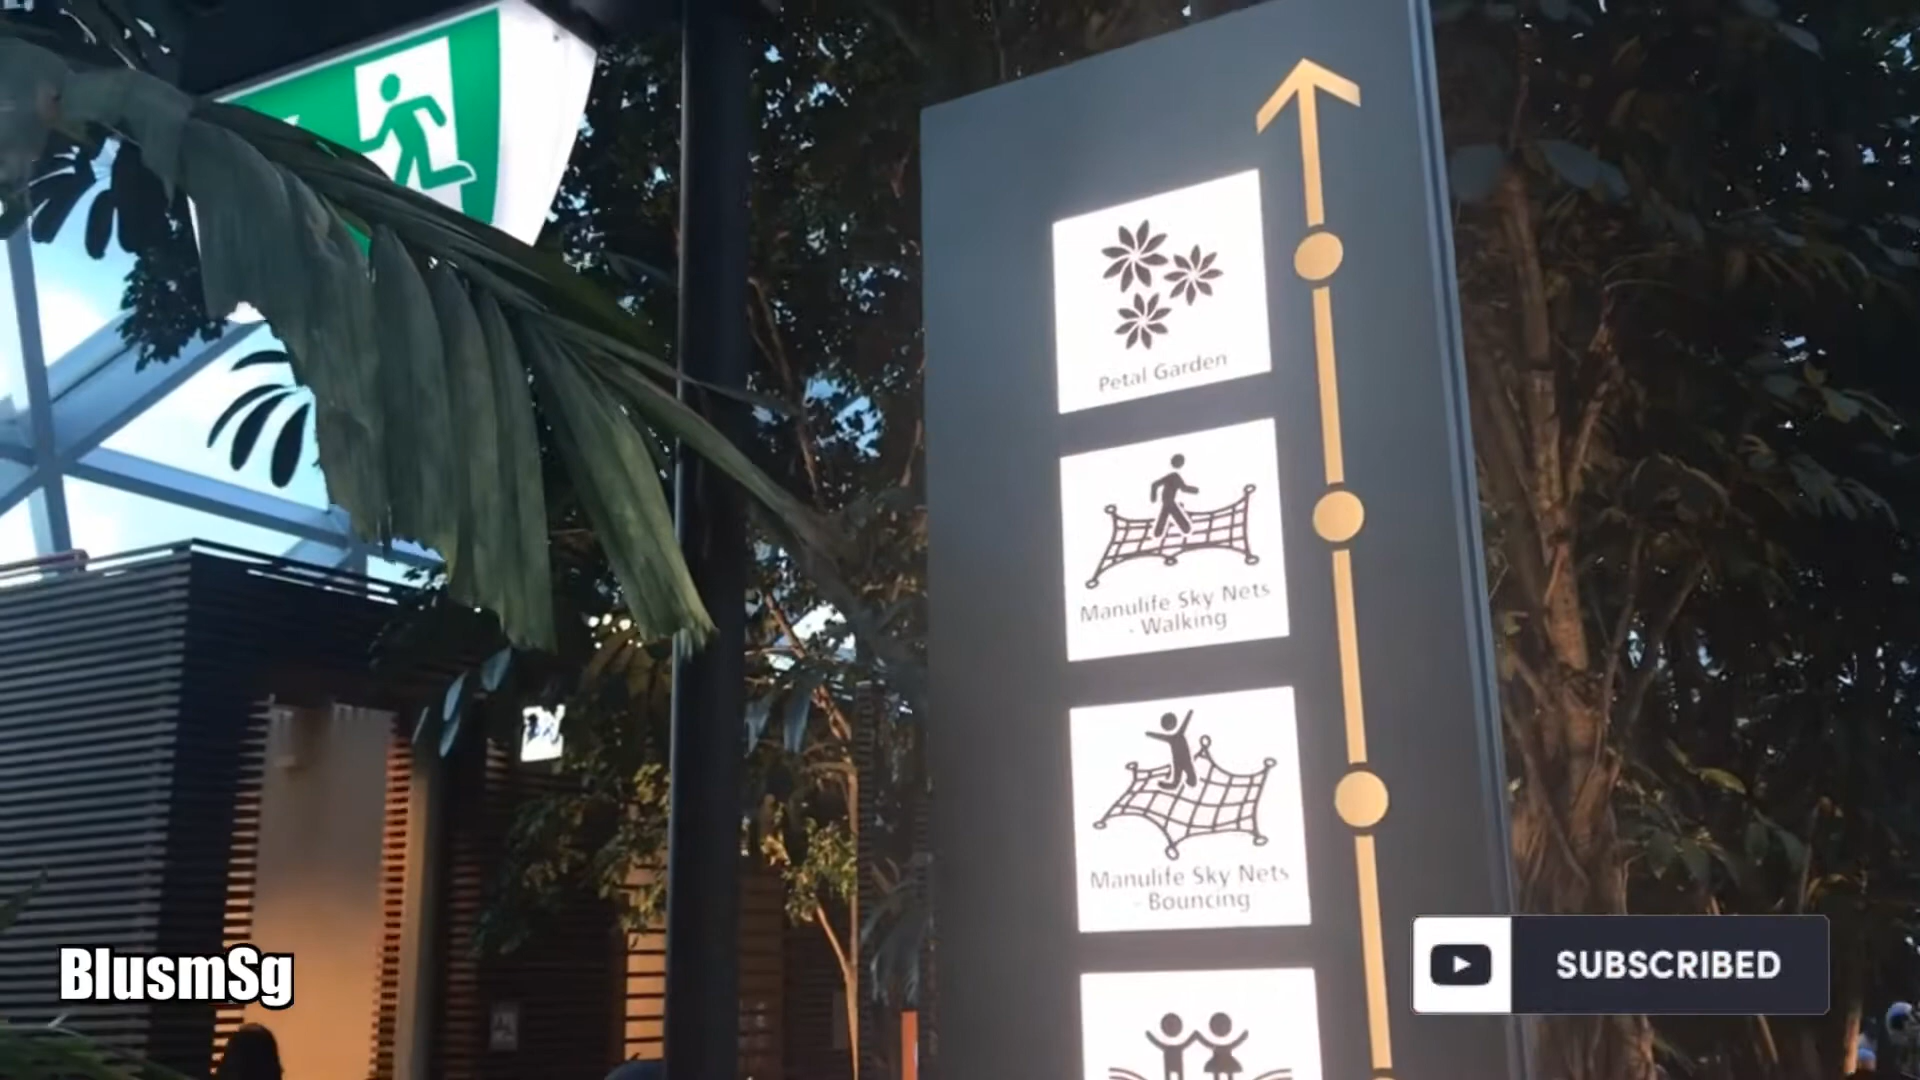 Petal Garden
Manulife Sky Nets
- Walking
Manulife Sky Nets
- Bouncing
BlusmSg
SUBSCRIBED